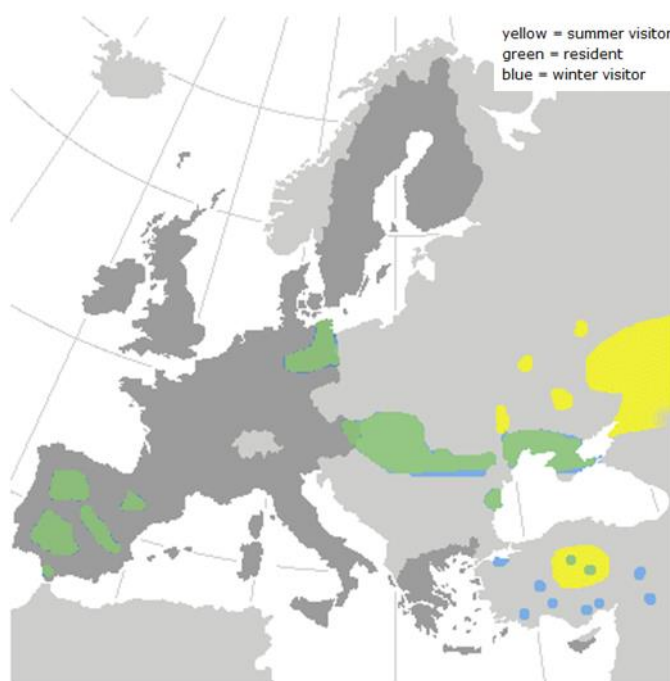 yellow = summer visitor
green = resident
blue = winter visitor